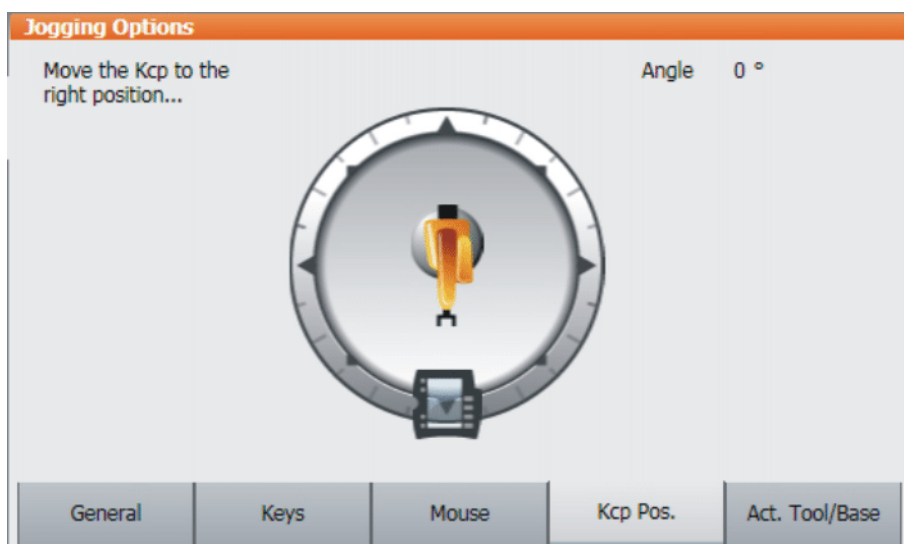 Jogging Options
Move the Kcp to the
right position...
Angle 0 °
General Keys Mouse Kcp Pos. Act. Tool/Base